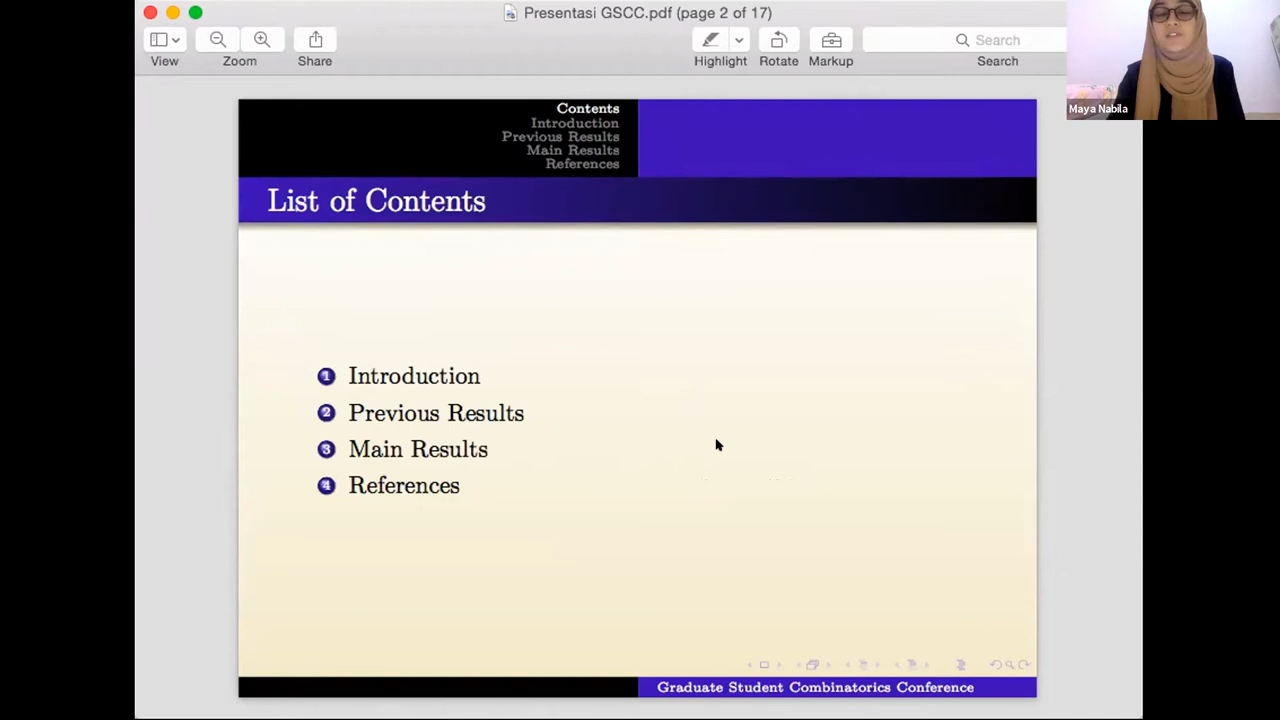 Presentasi GSCC.pdf (page 2 of 17)
View
Zoom
Share
Highlight
Rotate
Markup
Search
Search
Maya Nabila
Contents
Introduction
Previous Results
Main Results
References
List of Contents
1 Introduction
2 Previous Results
3 Main Results
4 References
Graduate Student Combinatorics Conference